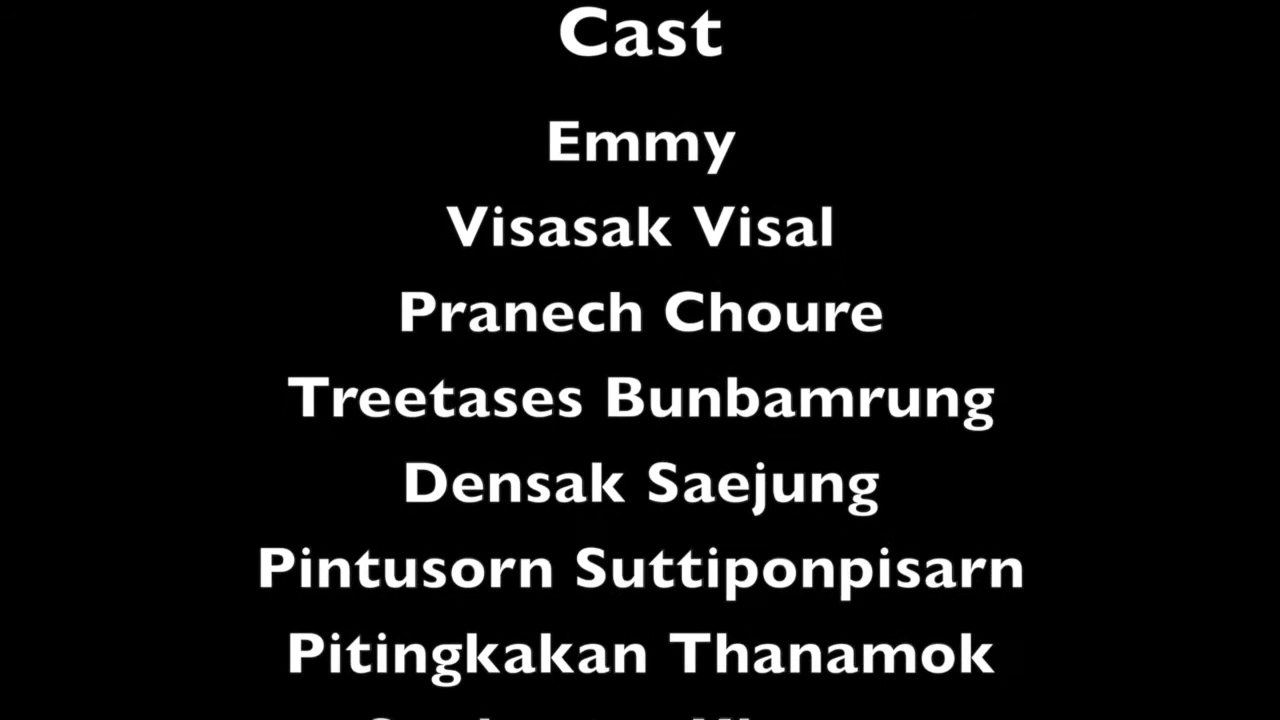 Cast
Emmy
Visasak Visal
Pranech Choure
Treetases Bunbamrung
Densak Saejung
Pintusorn Suttiponpisarn
Pitingkakan Thanamok